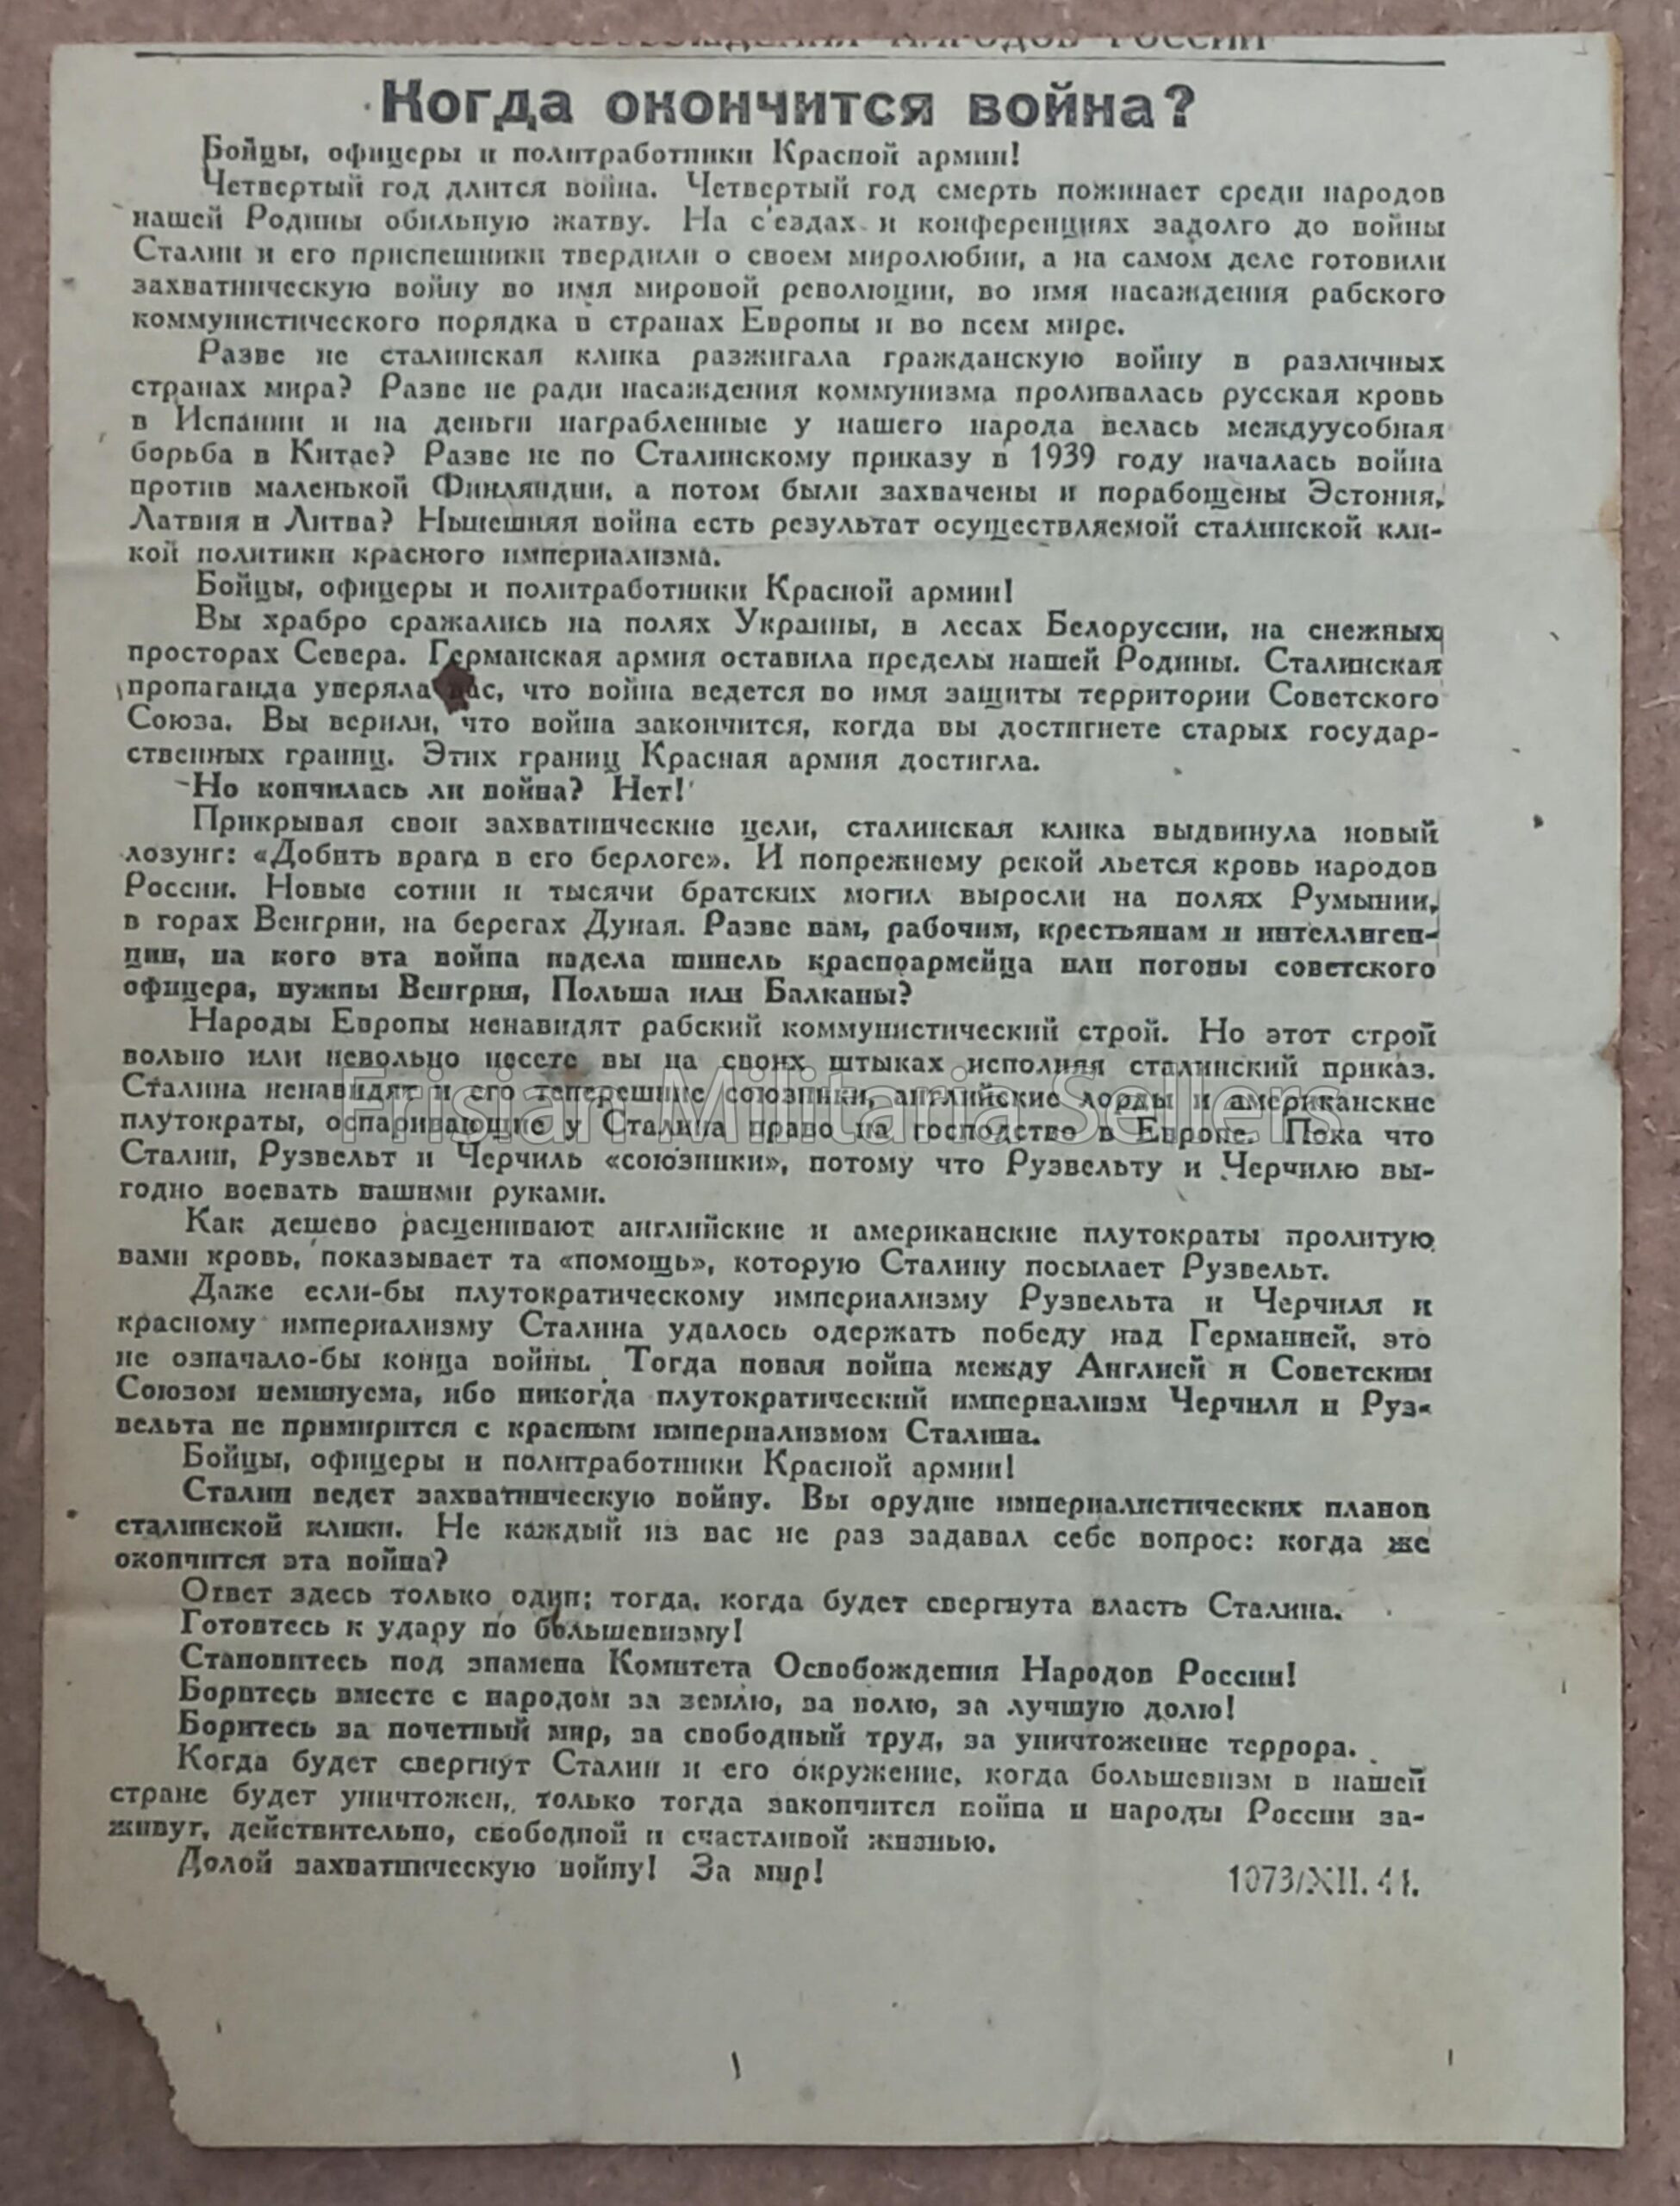 ОСВОБОЖДЕНИЯ НАРОДОВ РОССИИ
Когда окончится война?
Бойцы, офицеры и политработники Красной армии!
Четвертый год длится война. Четвертый год смерть пожинает среди народов
нашей Родины обильную жатву. На с'ездах и конференциях задолго до войны
Сталин и его приспешники твердили о своем миролюбии, а на самом деле готовили
захватническую войну во имя мировой революции, во имя насаждения рабского
коммунистического порядка в странах Европы и во всем мире.
Разве не сталинская клика разжигала гражданскую войну в различных
странах мира? Разве не ради насаждения коммунизма проливалась русская кровь
в Испании и на деньги награбленные у нашего народа велась междуусобная
борьба в Китае? Разве не по Сталинскому приказу в 1939 году началась война
против маленькой Финляндии, а потом были захвачены и порабощены Эстония,
Латвия и Литва? Нынешняя война есть результат осуществляемой сталинской кли-
кой политики красного империализма.
Бойцы, офицеры и политработники Красной армии!
Вы храбро сражались на полях Украины, в лесах Белоруссии, на снежных
просторах Севера. Германская армия оставила пределы нашей Родины. Сталинская
пропаганда уверяла вас, что война ведется во имя защиты территории Советского
Союза. Вы верили, что война закончится, когда вы достигнете старых государ-
ственных границ. Этих границ Красная армия достигла.
Но кончилась ли война? Нет!
Прикрывая свои захватнические цели, сталинская клика выдвинула новый
лозунг: «Добить врага в его берлоге». И попрежнему рекой льется кровь народов
России. Новые сотни и тысячи братских могил выросли на полях Румынии,
в горах Венгрии, на берегах Дуная. Разве вам, рабочим, крестьянам и интеллиген-
ции, на кого эта война надела шинель красноармейца или погоны советского
офицера, нужны Венгрия, Польша или Балканы?
Народы Европы ненавидят рабский коммунистический строй. Но этот строй
вольно или невольно несете вы на своих штыках исполняя сталинский приказ.
Сталина ненавидят и его теперешние союзники, английские лорды и американские
плутократы, оспаривающие у Сталина право на господство в Европе. Пока что
Сталин, Рузвельт и Черчиль «союзники», потому что Рузвельту и Черчилю вы-
годно воевать вашими руками.
Как дешево расценивают английские и американские плутократы пролитую
вами кровь, показывает та «помощь», которую Сталину посылает Рузвельт.
Даже если-бы плутократическому империализму Рузвельта и Черчиля и
красному империализму Сталина удалось одержать победу над Германией, это
не означало-бы конца войны. Тогда новая война между Англией и Советским
Союзом неминуема, ибо никогда плутократический империализм Черчиля и Руз-
вельта не примирится с красным империализмом Сталина.
Бойцы, офицеры и политработники Красной армии!
Сталин ведет захватническую войну. Вы орудие империалистических планов
сталинской клики. Не каждый из вас не раз задавал себе вопрос: когда же
окончится эта война?
Ответ здесь только один: тогда, когда будет свергнута власть Сталина.
Готовтесь к удару по большевизму!
Становитесь под знамена Комитета Освобождения Народов России!
Боритесь вместе с народом за землю, за волю, за лучшую долю!
Боритесь за почетный мир, за свободный труд, за уничтожение террора.
Когда будет свергнут Сталин и его окружение, когда большевизм в нашей
стране будет уничтожен, только тогда закончится война и народы России за-
живут, действительно, свободной и счастливой жизнью.
Долой захватническую войну! За мир!
1073/XII. 44.
Frisian Militaria Sellers